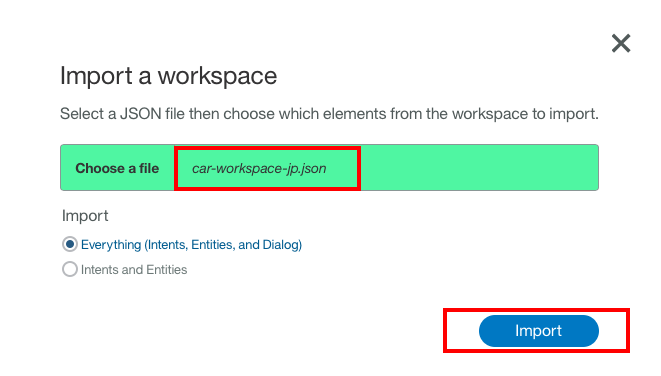 Import a workspace
Select a JSON file then choose which elements from the workspace to import.
Choose a file car-workspace-jp.json
Import
Everything (Intents, Entities, and Dialog)
Intents and Entities
Import